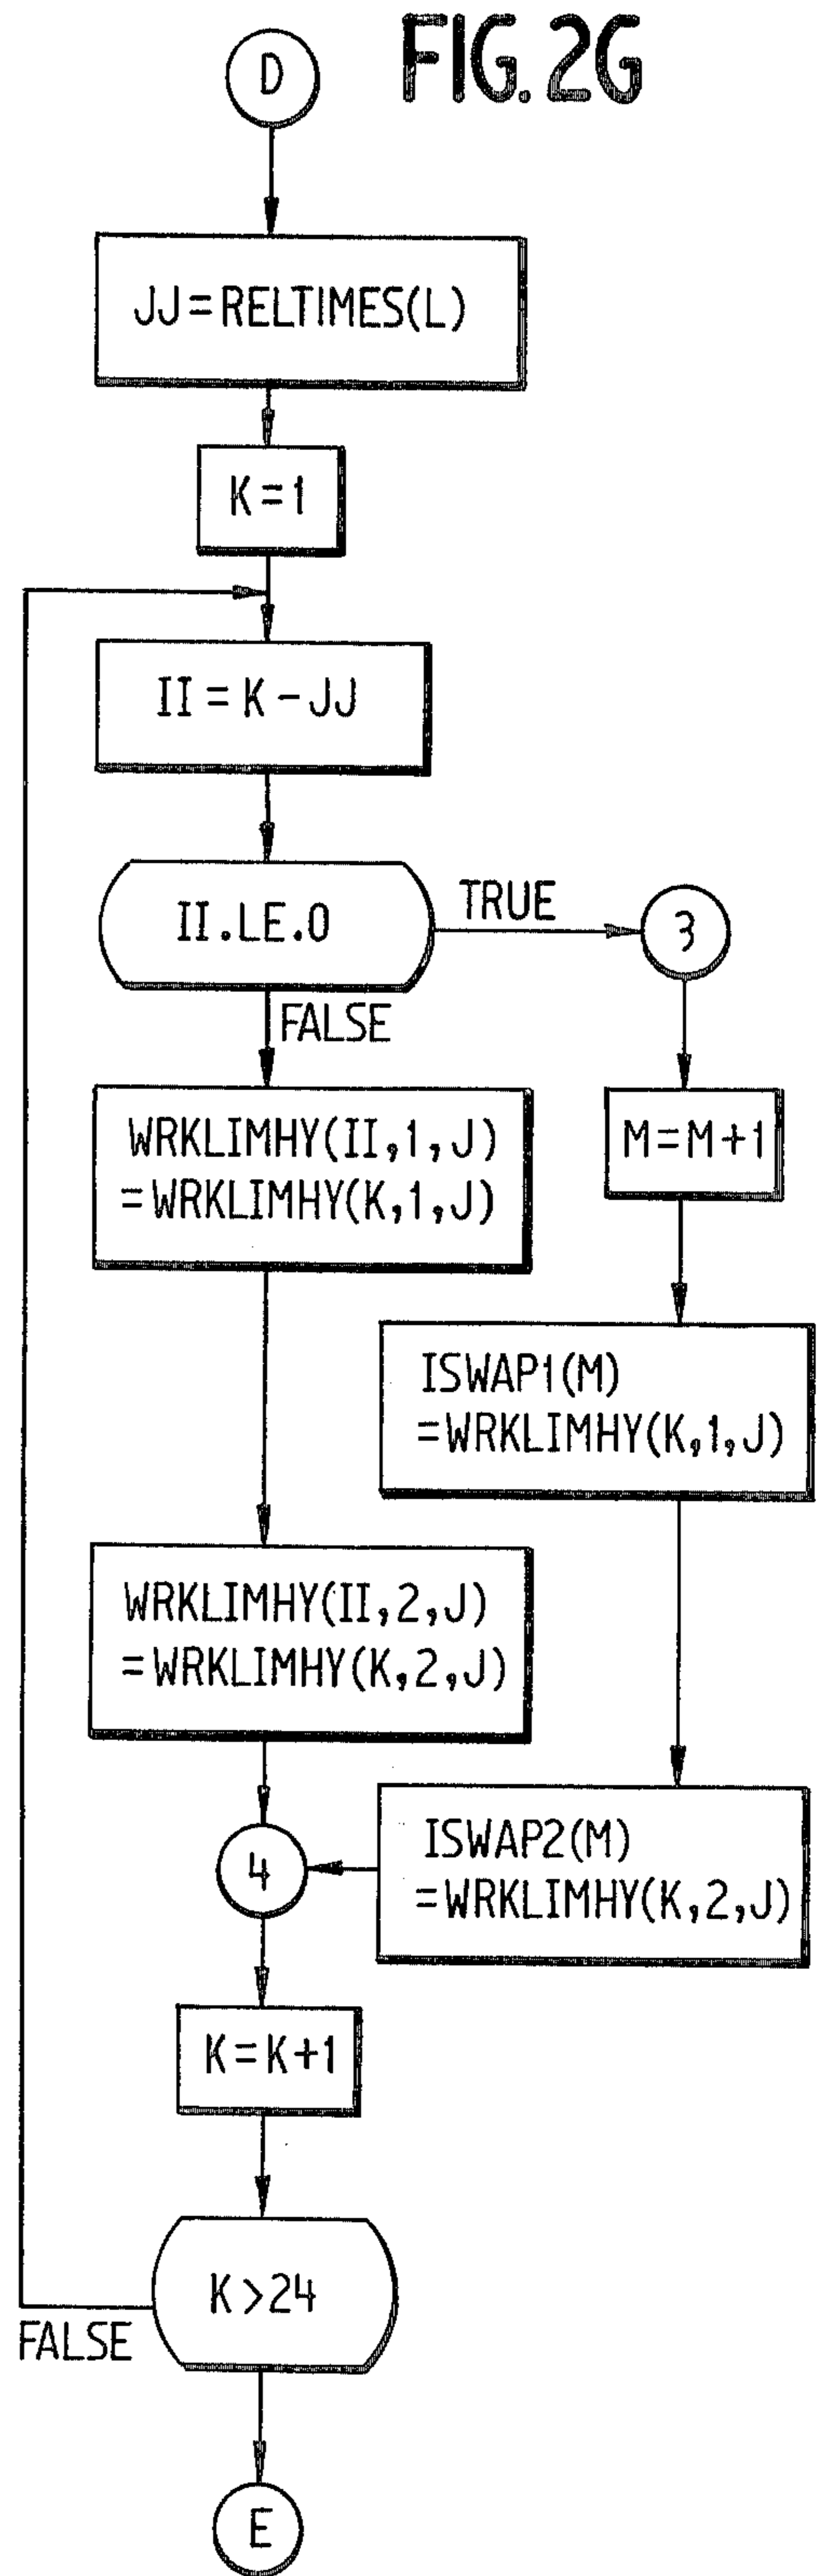 FIG. 2G
D
JJ=RELTIMES(L)
K=1
II=K-JJ
II.LE.0
TRUE
3
FALSE
WRKLIMHY(II,1,J)
=WRKLIMHY(K,1,J)
M=M+1
ISWAP1(M)
=WRKLIMHY(K,1,J)
WRKLIMHY(II,2,J)
=WRKLIMHY(K,2,J)
ISWAP2(M)
=WRKLIMHY(K,2,J)
4
K=K+1
K>24
FALSE
E